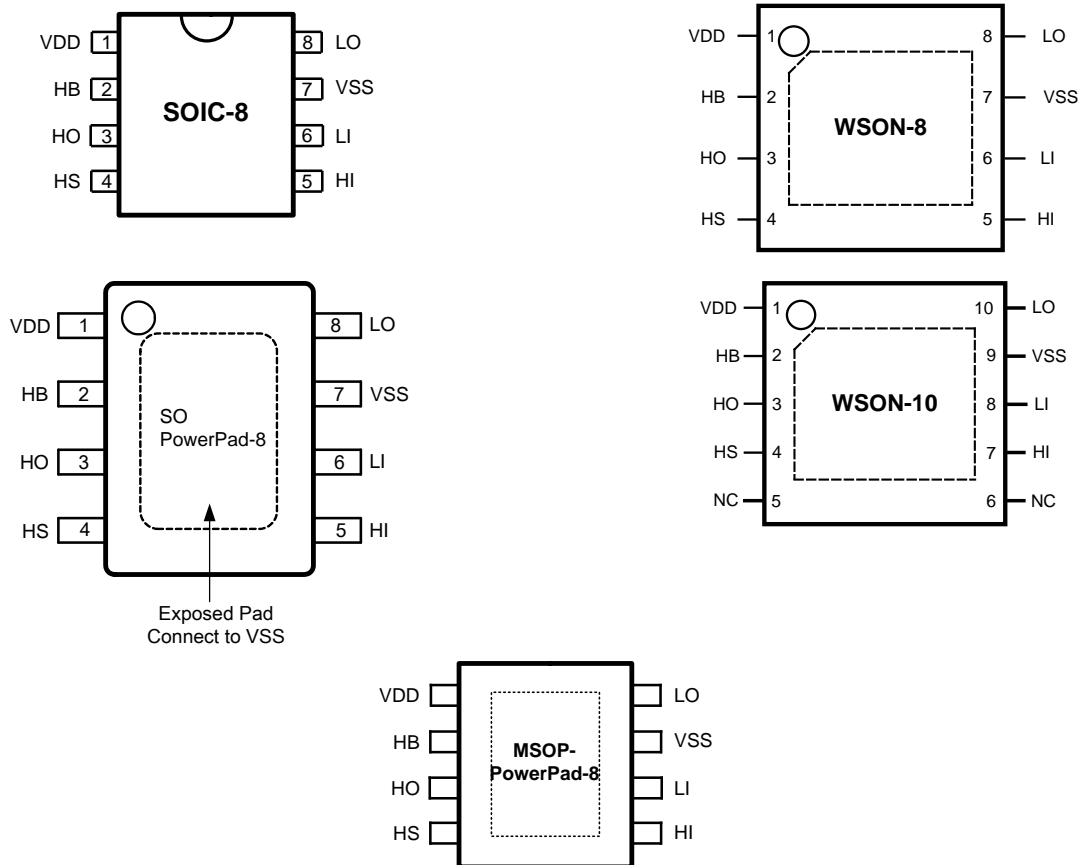 VDD 1 8 LO
HB 2 7 VSS
SOIC-8
HO 3 6 LI
HS 4 5 HI
VDD 1 8 LO
HB 2 7 VSS
WSON-8
HO 3 6 LI
HS 4 5 HI
VDD 1 8 LO
HB 2 7 VSS
SO
PowerPad-8
HO 3 6 LI
HS 4 5 HI
Exposed Pad
Connect to VSS
VDD 1 10 LO
HB 2 9 VSS
HO 3 WSON-10 8 LI
HS 4 7 HI
NC 5 6 NC
VDD LO
HB VSS
MSOP-
PowerPad-8
HO LI
HS HI